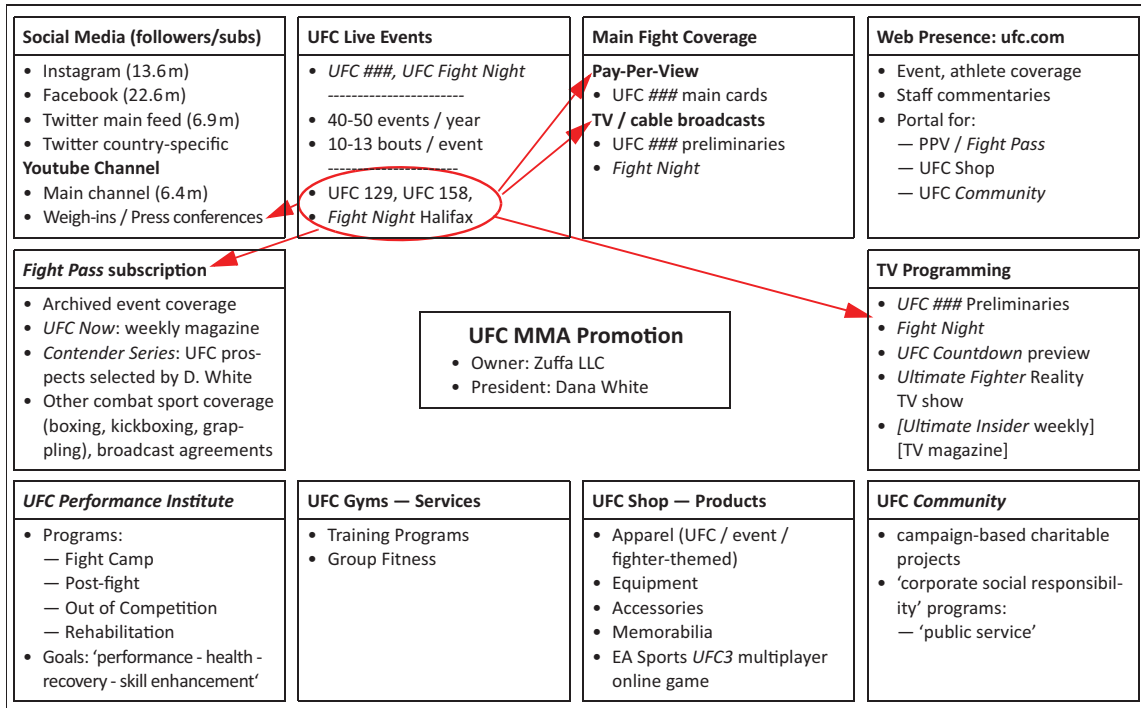 Social Media (followers/subs)
• Instagram (13.6 m)
• Facebook (22.6 m)
• Twitter main feed (6.9 m)
• Twitter country-specific
Youtube Channel
• Main channel (6.4 m)
• Weigh-ins / Press conferences
UFC Live Events
• UFC ###, UFC Fight Night
-----------------------
• 40-50 events / year
• 10-13 bouts / event
----------------------
• UFC 129, UFC 158,
• Fight Night Halifax
Main Fight Coverage
Pay-Per-View
• UFC ### main cards
TV / cable broadcasts
• UFC ### preliminaries
• Fight Night
Web Presence: ufc.com
• Event, athlete coverage
• Staff commentaries
• Portal for:
— PPV / Fight Pass
— UFC Shop
— UFC Community
Fight Pass subscription
• Archived event coverage
• UFC Now: weekly magazine
• Contender Series: UFC pros-
pects selected by D. White
• Other combat sport coverage
(boxing, kickboxing, grap-
pling), broadcast agreements
UFC MMA Promotion
• Owner: Zuffa LLC
• President: Dana White
TV Programming
• UFC ### Preliminaries
• Fight Night
• UFC Countdown preview
• Ultimate Fighter Reality
TV show
• [Ultimate Insider weekly]
[TV magazine]
UFC Performance Institute
• Programs:
— Fight Camp
— Post-fight
— Out of Competition
— Rehabilitation
• Goals: ‘performance - health -
recovery - skill enhancement‘
UFC Gyms — Services
• Training Programs
• Group Fitness
UFC Shop — Products
• Apparel (UFC / event /
fighter-themed)
• Equipment
• Accessories
• Memorabilia
• EA Sports UFC3 multiplayer
online game
UFC Community
• campaign-based charitable
projects
• ‘corporate social responsibil-
ity’ programs:
— ‘public service’